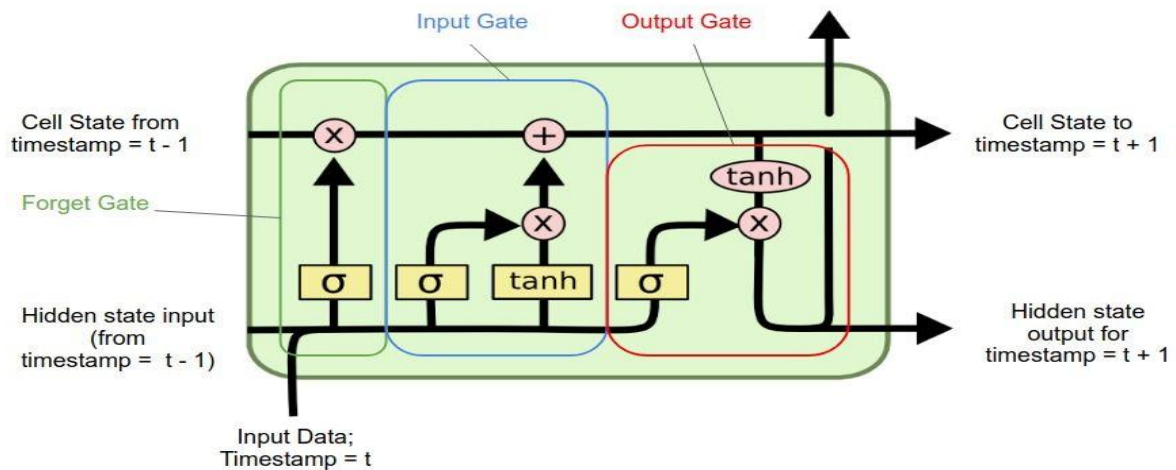 Input Gate
Output Gate
Cell State from
timestamp = t - 1
x
+
Cell State to
timestamp = t + 1
tanh
Forget Gate
x
x
σ
σ
tanh
σ
Hidden state input
(from
timestamp =  t - 1)
Hidden state
output for
timestamp = t + 1
Input Data;
Timestamp = t